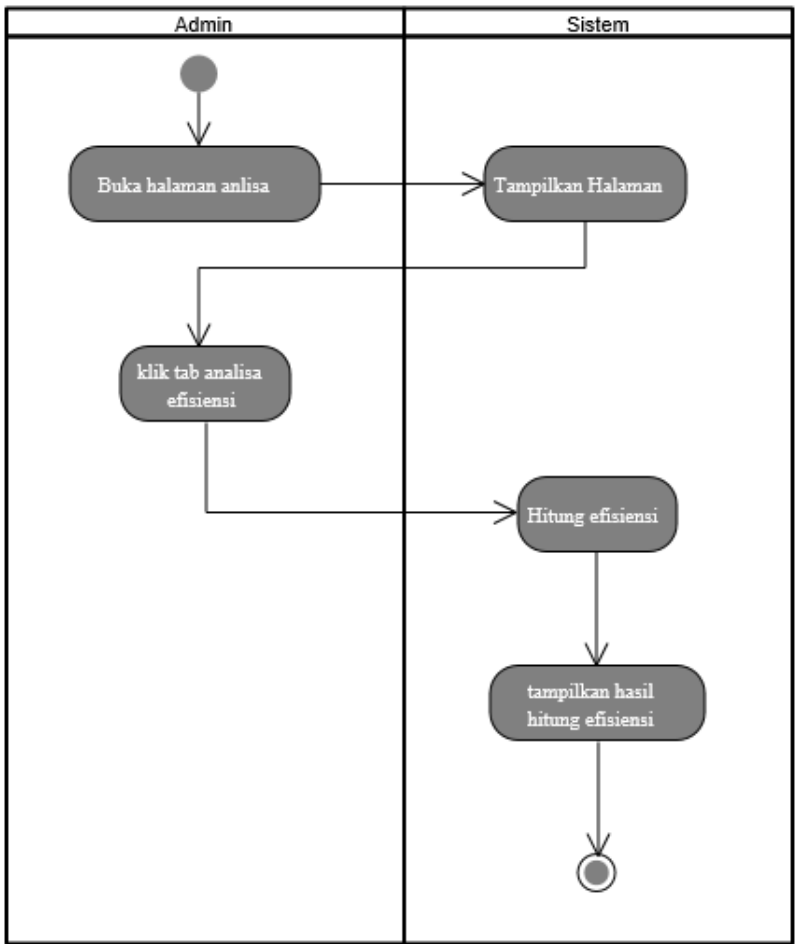 Admin
Sistem
Buka halaman anlisa
Tampilkan Halaman
klik tab analisa
efisiensi
Hitung efisiensi
tampilkan hasil
hitung efisiensi